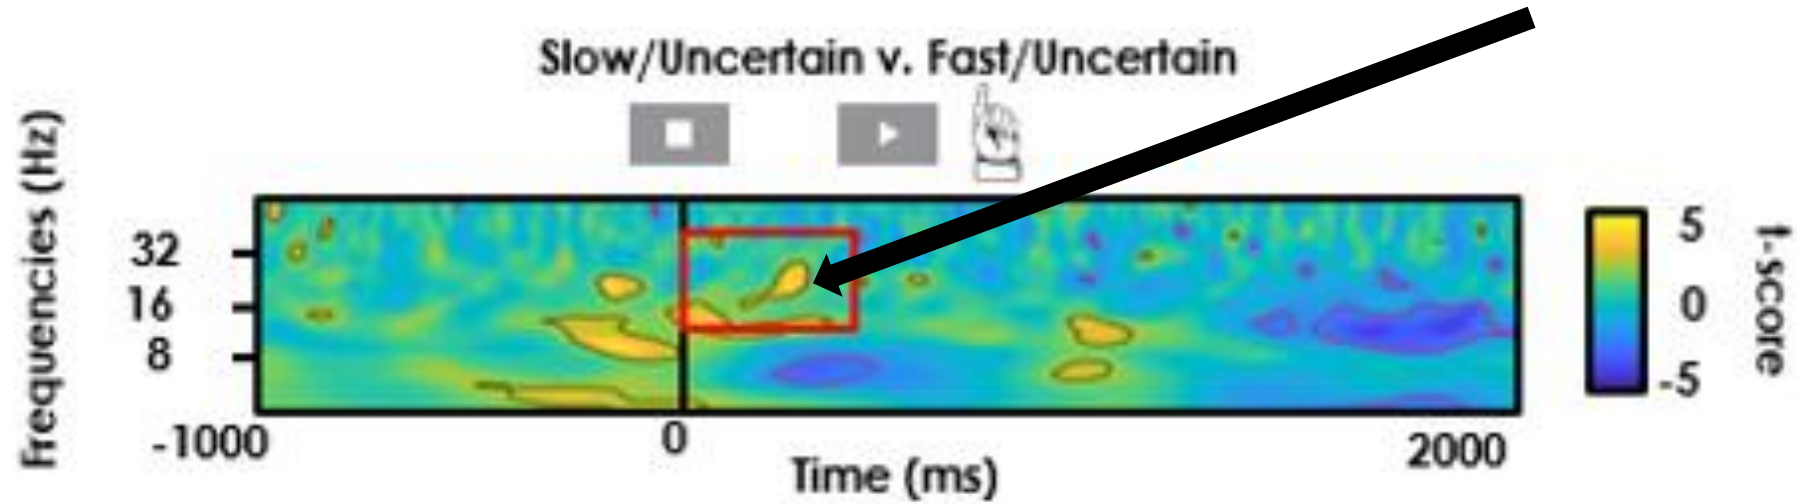 Slow/Uncertain v. Fast/Uncertain
Frequencies (Hz)
32
16
8
-1000
0
2000
Time (ms)
5
0
-5
t-score